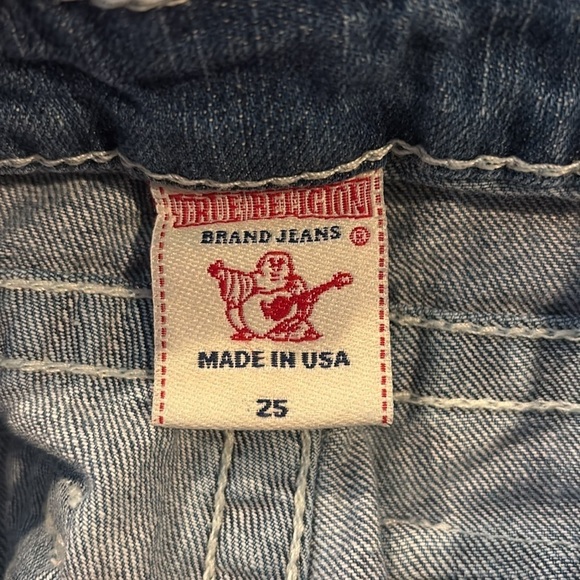 TRUE RELIGION
BRAND JEANS ®
MADE IN USA
25